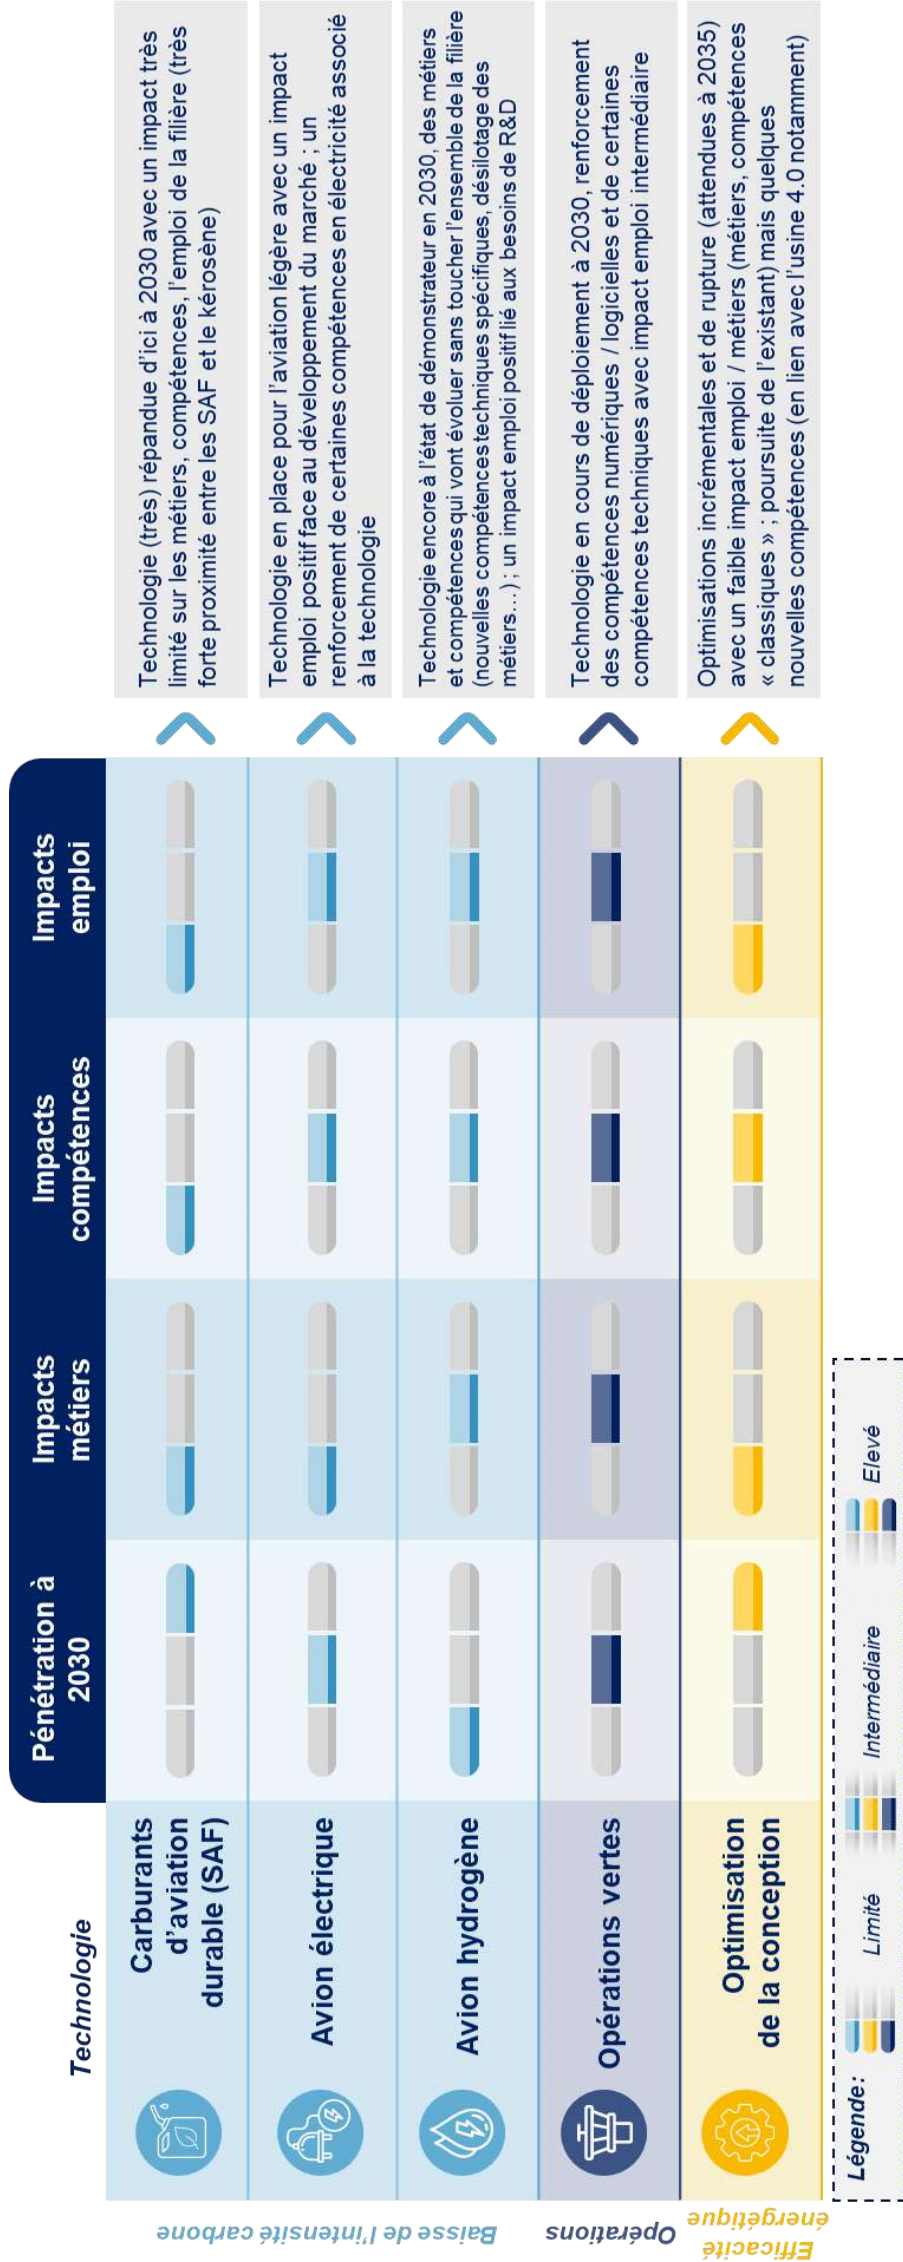 Technologie
Pénétration à
2030
Impacts
métiers
Impacts
compétences
Impacts
emploi
Baisse de l'intensité carbone
Carburants
d'aviation
durable (SAF)
Technologie (très) répandue d'ici à 2030 avec un impact très
limité sur les métiers, compétences, l'emploi de la filière (très
forte proximité entre les SAF et le kérosène)
Avion électrique
Technologie en place pour l'aviation légère avec un impact
emploi positif face au développement du marché ; un
renforcement de certaines compétences en électricité associé
à la technologie
Avion hydrogène
Technologie encore à l'état de démonstrateur en 2030, des métiers
et compétences qui vont évoluer sans toucher l'ensemble de la filière
(nouvelles compétences techniques spécifiques, désilotage des
métiers…) ; un impact emploi positif lié aux besoins de R&D
Opérations
Opérations vertes
Technologie en cours de déploiement à 2030, renforcement
des compétences numériques / logicielles et de certaines
compétences techniques avec impact emploi intermédiaire
Efficacité
énergétique
Optimisation
de la conception
Optimisations incrémentales et de rupture (attendues à 2035)
avec un faible impact emploi / métiers (métiers, compétences
« classiques » ; poursuite de l'existant) mais quelques
nouvelles compétences (en lien avec l'usine 4.0 notamment)
Légende :
Limité
Intermédiaire
Elevé